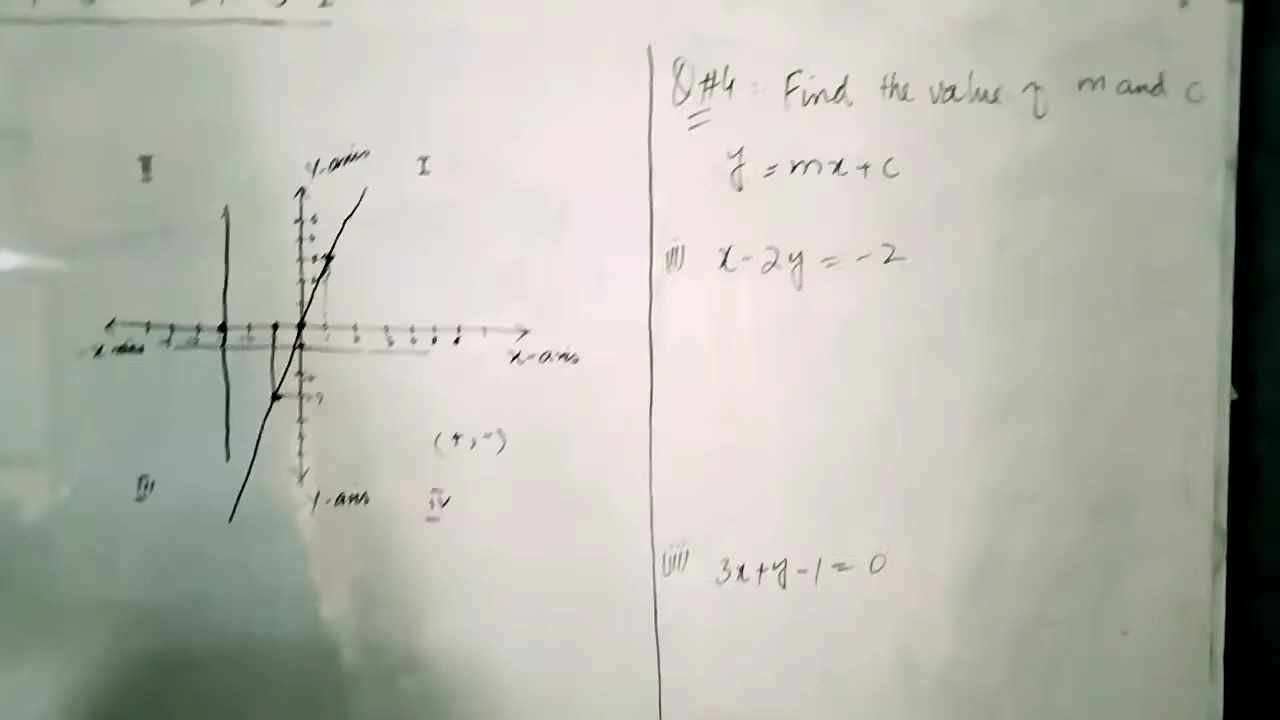 y-axis
II
I
x-axis
-x-axis
(+,-)
III
y-axis
iv
Q#4: Find the value of m and c
y = mx + c
ii) x - 2y = -2
iii) 3x + y - 1 = 0